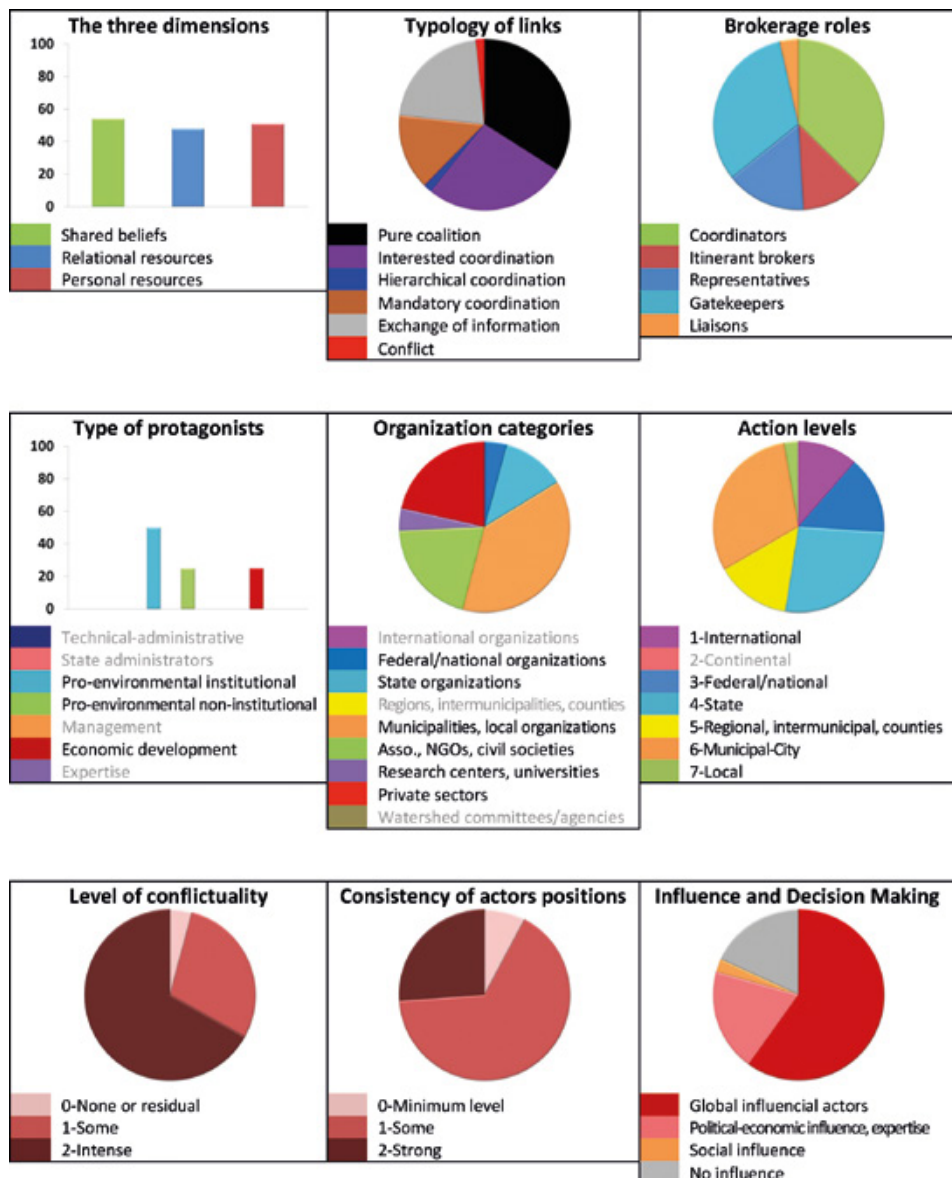 The three dimensions
100
80
60
40
20
0
Shared beliefs
Relational resources
Personal resources
Typology of links
Pure coalition
Interested coordination
Hierarchical coordination
Mandatory coordination
Exchange of information
Conflict
Brokerage roles
Coordinators
Itinerant brokers
Representatives
Gatekeepers
Liaisons
Type of protagonists
100
80
60
40
20
0
Technical-administrative
State administrators
Pro-environmental institutional
Pro-environmental non-institutional
Management
Economic development
Expertise
Organization categories
International organizations
Federal/national organizations
State organizations
Regions, intermunicipalities, counties
Municipalities, local organizations
Asso., NGOs, civil societies
Research centers, universities
Private sectors
Watershed committees/agencies
Action levels
1-International
2-Continental
3-Federal/national
4-State
5-Regional, intermunicipal, counties
6-Municipal-City
7-Local
Level of conflictuality
0-None or residual
1-Some
2-Intense
Consistency of actors positions
0-Minimum level
1-Some
2-Strong
Influence and Decision Making
Global influencial actors
Political-economic influence, expertise
Social influence
No influence